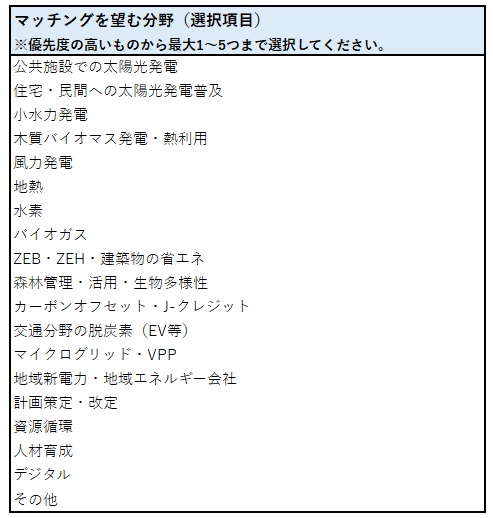 マッチングを望む分野（選択項目）
※優先度の高いものから最大1～5つまで選択してください。
公共施設での太陽光発電
住宅・民間への太陽光発電普及
小水力発電
木質バイオマス発電・熱利用
風力発電
地熱
水素
バイオガス
ZEB・ZEH・建築物の省エネ
森林管理・活用・生物多様性
カーボンオフセット・J-クレジット
交通分野の脱炭素（EV等）
マイクログリッド・VPP
地域新電力・地域エネルギー会社
計画策定・改定
資源循環
人材育成
デジタル
その他